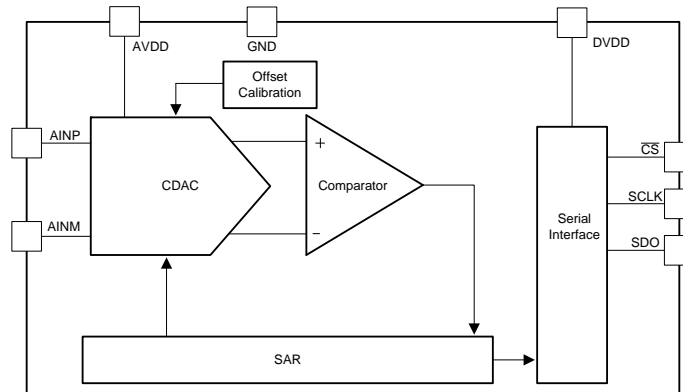 AVDD
GND
DVDD
Offset
Calibration
AINP
CDAC
+
Comparator
−
AINM
CS
SCLK
SDO
Serial
Interface
SAR